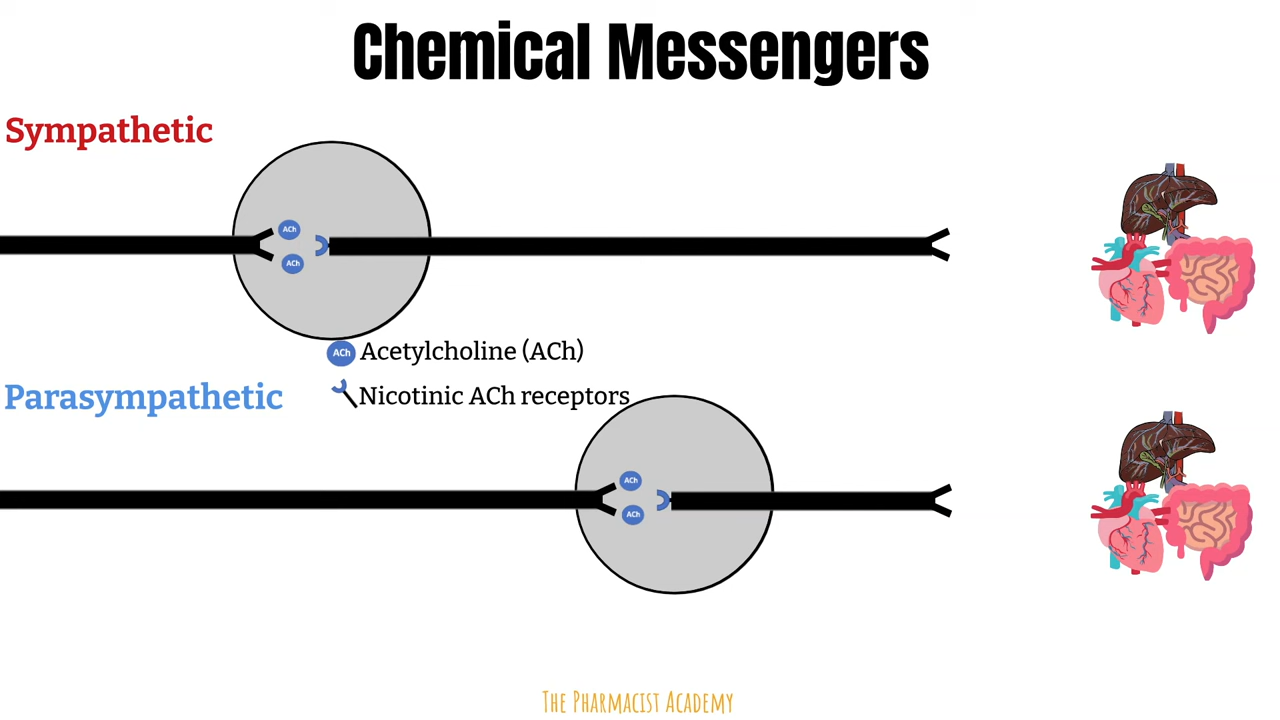 Chemical Messengers
Sympathetic
ACh
ACh
ACh Acetylcholine (ACh)
Parasympathetic
Nicotinic ACh receptors
ACh
ACh
The Pharmacist Academy